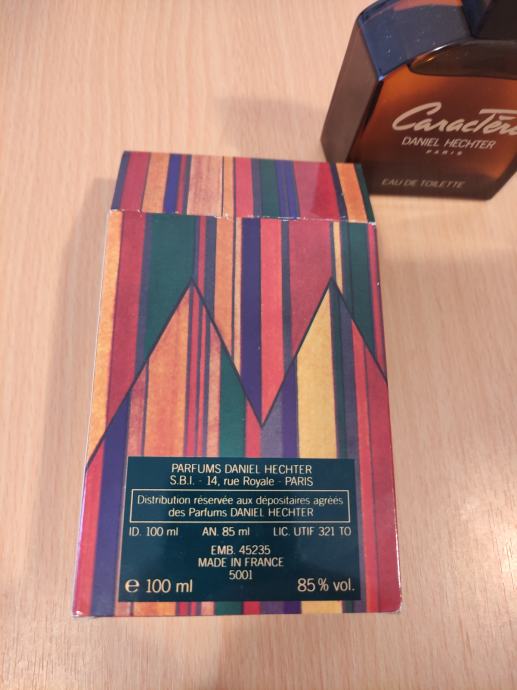 Caractère
DANIEL HECHTER
PARIS
EAU DE TOILETTE
PARFUMS DANIEL HECHTER
S.B.I. - 14, rue Royale - PARIS
Distribution réservée aux dépositaires agréés
des Parfums DANIEL HECHTER
ID. 100 ml AN. 85 ml LIC. UTIF 321 TO
EMB. 45235
MADE IN FRANCE
5001
e 100 ml 85% vol.